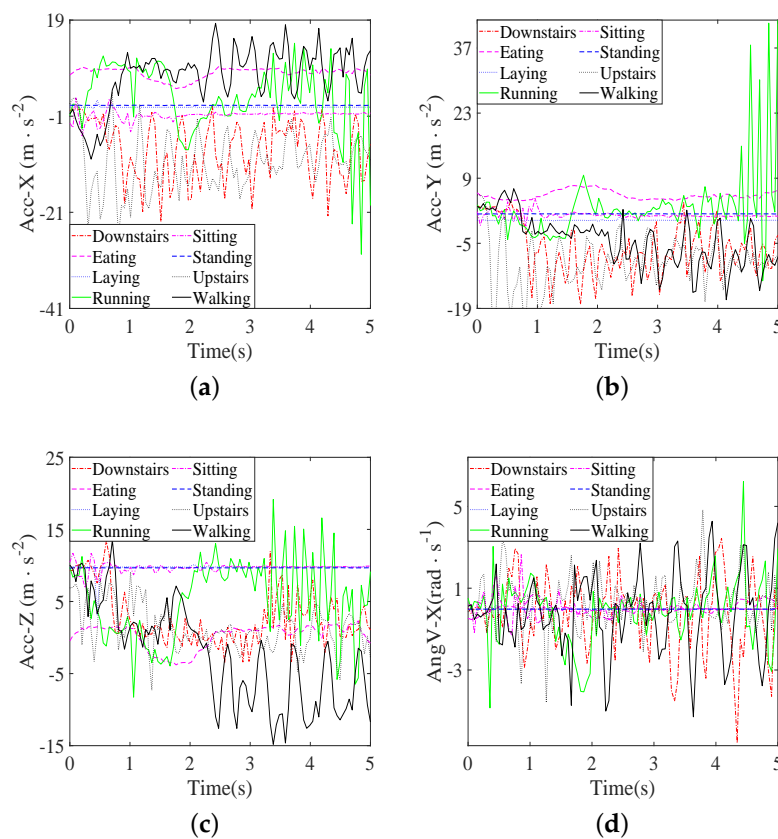 19
-1
-21
-41
Acc-X (m · s-2)
Downstairs Sitting
Eating Standing
Laying Upstairs
Running Walking
0 1 2 3 4 5
Time(s)
(a)
37
23
9
-5
-19
Acc-Y (m · s-2)
Downstairs Sitting
Eating Standing
Laying Upstairs
Running Walking
0 1 2 3 4 5
Time(s)
(b)
25
15
5
-5
-15
Acc-Z (m · s-2)
Downstairs Sitting
Eating Standing
Laying Upstairs
Running Walking
0 1 2 3 4 5
Time(s)
(c)
5
1
-3
AngV-X(rad · s-1)
Downstairs Sitting
Eating Standing
Laying Upstairs
Running Walking
0 1 2 3 4 5
Time(s)
(d)